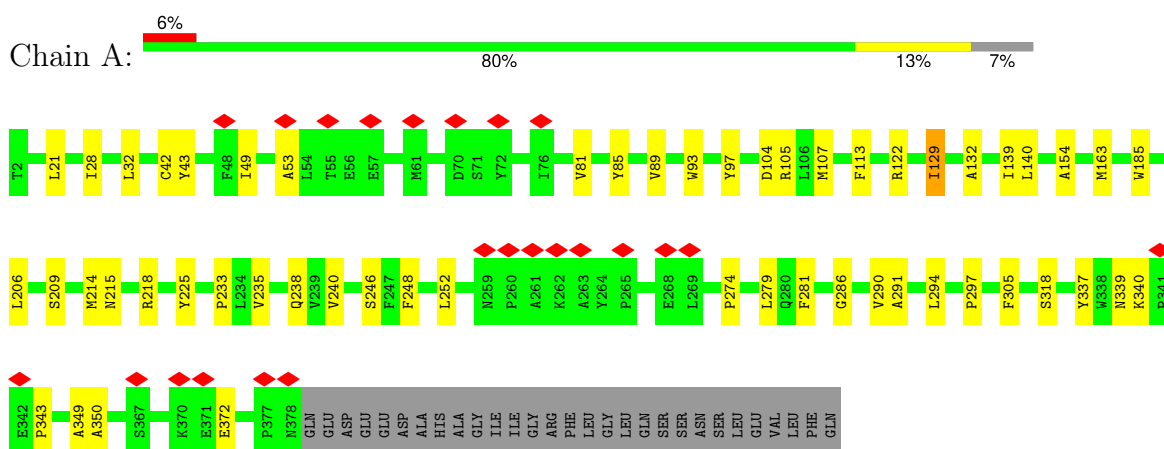 6%
Chain A:
80% 13% 7%
T2 L21 I28 L32 C42 Y43 F48 I49 A53 L54 T55 E56 E57 M61 D70 S71 Y72 I76 V81 Y85 V89 W93 Y97 D104 R105 L106 M107 F113 R122 I129 A132 I139 L140 A154 M163 W185
L206 S209 M214 N215 R218 Y225 P233 L234 V235 Q238 V239 V240 S246 F247 F248 L252 N259 P260 A261 K262 A263 Y264 P265 E268 L269 P274 L279 Q280 F281 G286 V290 A291 L294 P297 F305 S318 Y337 W338 N339 K340 P341
E342 P343 A349 A350 S367 K370 E371 E372 P377 N378 GLN GLU ASP GLU GLU ASP ALA HIS ALA GLY ILE ILE GLY ARG PHE LEU GLY LEU GLN SER SER ASN SER LEU GLU VAL LEU PHE GLN